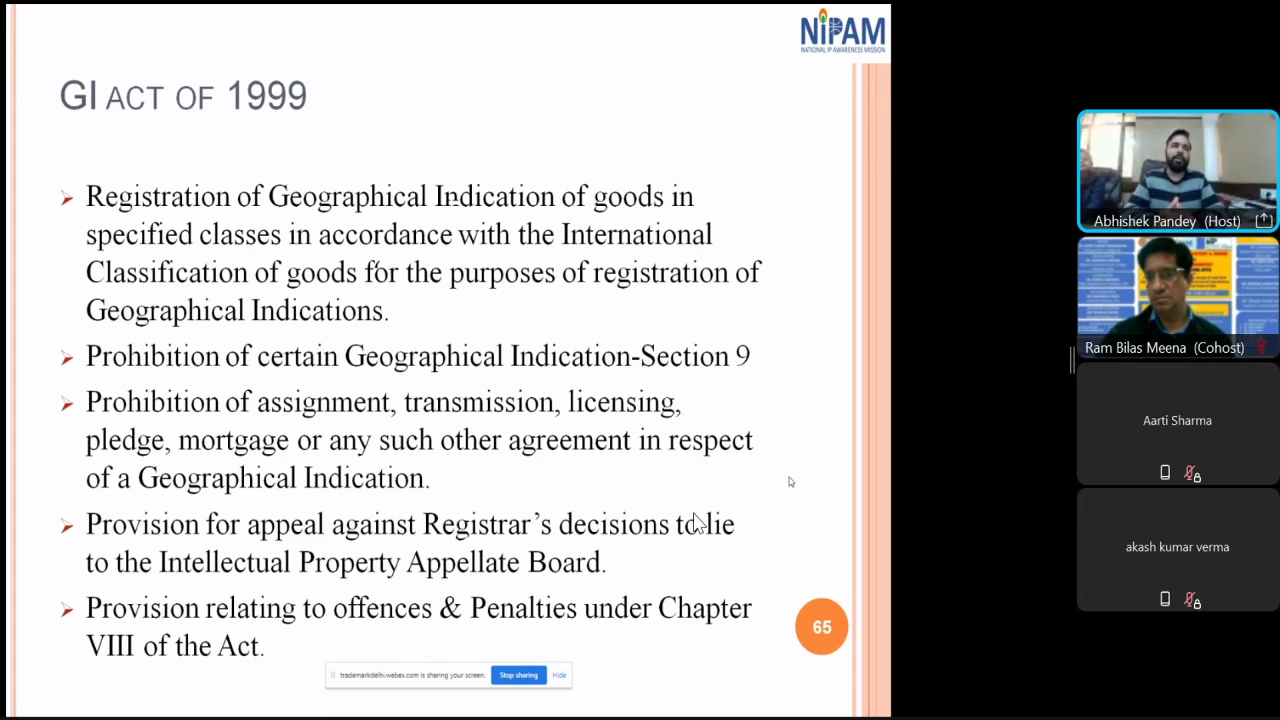 NiPAM
NATIONAL IP AWARENESS MISSION
GI ACT OF 1999
Registration of Geographical Indication of goods in
specified classes in accordance with the International
Classification of goods for the purposes of registration of
Geographical Indications.
Prohibition of certain Geographical Indication-Section 9
Prohibition of assignment, transmission, licensing,
pledge, mortgage or any such other agreement in respect
of a Geographical Indication.
Provision for appeal against Registrar's decisions to lie
to the Intellectual Property Appellate Board.
Provision relating to offences & Penalties under Chapter
VIII of the Act.
65
trademarkdelhi.webex.com is sharing your screen. Stop sharing Hide
Abhishek Pandey (Host)
Ram Bilas Meena (Cohost)
Aarti Sharma
akash kumar verma